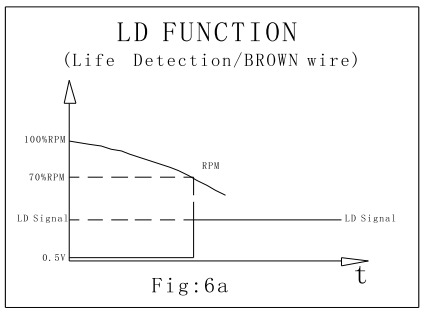 LD FUNCTION
(Life Detection/BROWN wire)
100%RPM
RPM
70%RPM
LD Signal
LD Signal
0.5V
t
Fig:6a